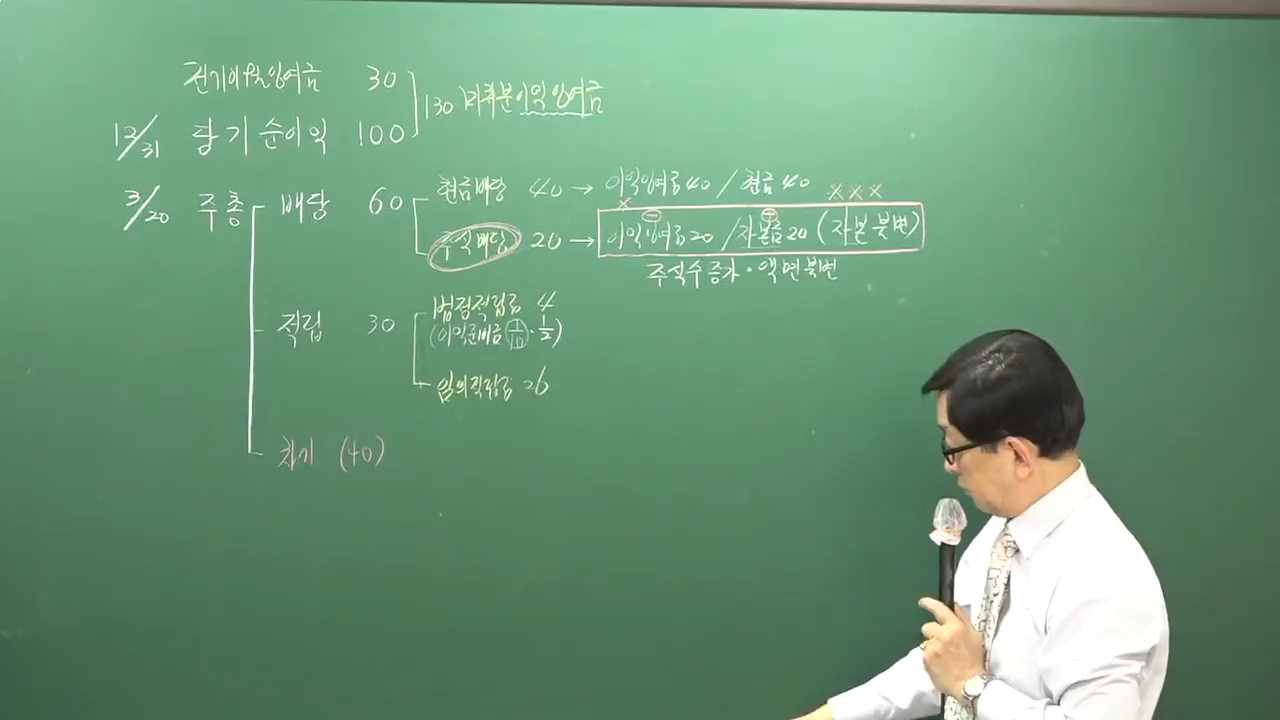 전기이월잉여금 30
130 미처분이익잉여금
12/31 당기순이익 100
3/20 주총 배당 60
현금배당 40 → 이익잉여금 40 / 현금 40
×
×××
주식배당 20 → 이익잉여금 20 / 자본금 20 (자본불변)
⊖ ⊕
주식수증가·액면불변
적립 30
법정적립금 4
(이익준비금 1/10 · 1/2)
임의적립금 26
차기 (40)